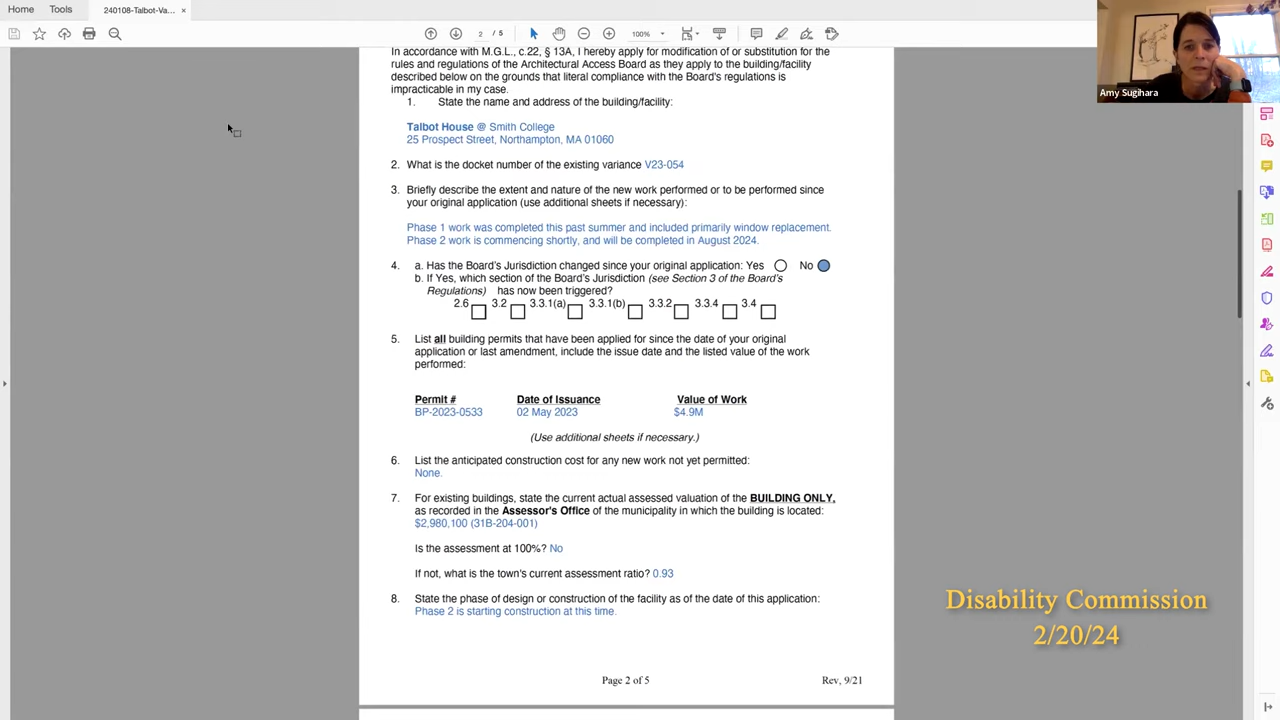 Home Tools 240108-Talbot-Va... ×
2 / 5 100%
Amy Sugihara
In accordance with M.G.L., c.22, § 13A, I hereby apply for modification of or substitution for the
rules and regulations of the Architectural Access Board as they apply to the building/facility
described below on the grounds that literal compliance with the Board's regulations is
impracticable in my case.
1. State the name and address of the building/facility:
Talbot House @ Smith College
25 Prospect Street, Northampton, MA 01060
2. What is the docket number of the existing variance V23-054
3. Briefly describe the extent and nature of the new work performed or to be performed since
your original application (use additional sheets if necessary):
Phase 1 work was completed this past summer and included primarily window replacement.
Phase 2 work is commencing shortly, and will be completed in August 2024.
4. a. Has the Board's Jurisdiction changed since your original application: Yes No
b. If Yes, which section of the Board's Jurisdiction (see Section 3 of the Board's
Regulations) has now been triggered?
2.6 3.2 3.3.1(a) 3.3.1(b) 3.3.2 3.3.4 3.4
5. List all building permits that have been applied for since the date of your original
application or last amendment, include the issue date and the listed value of the work
performed:
Permit # Date of Issuance Value of Work
BP-2023-0533 02 May 2023 $4.9M
(Use additional sheets if necessary.)
6. List the anticipated construction cost for any new work not yet permitted:
None.
7. For existing buildings, state the current actual assessed valuation of the BUILDING ONLY,
as recorded in the Assessor's Office of the municipality in which the building is located:
$2,980,100 (31B-204-001)
Is the assessment at 100%? No
If not, what is the town's current assessment ratio? 0.93
8. State the phase of design or construction of the facility as of the date of this application:
Phase 2 is starting construction at this time.
Page 2 of 5 Rev, 9/21
Disability Commission
2/20/24